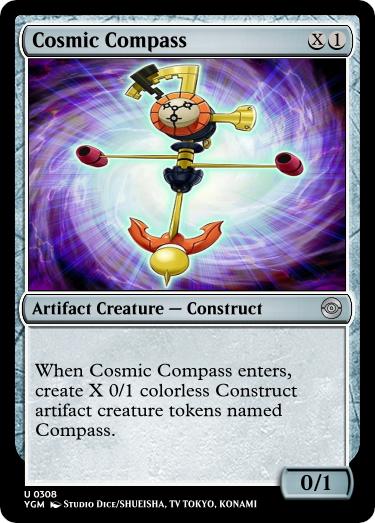 Cosmic Compass X 1
Artifact Creature — Construct
When Cosmic Compass enters,
create X 0/1 colorless Construct
artifact creature tokens named
Compass.
0/1
U 0308
YGM Studio Dice/SHUEISHA, TV TOKYO, KONAMI